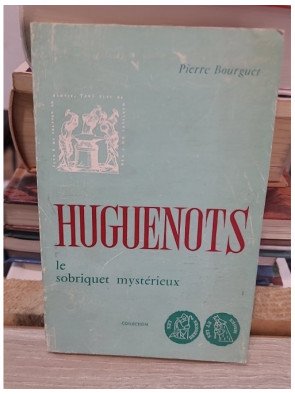 Pierre Bourguet
HUGUENOTS
le
sobriquet mystérieux
COLLECTION